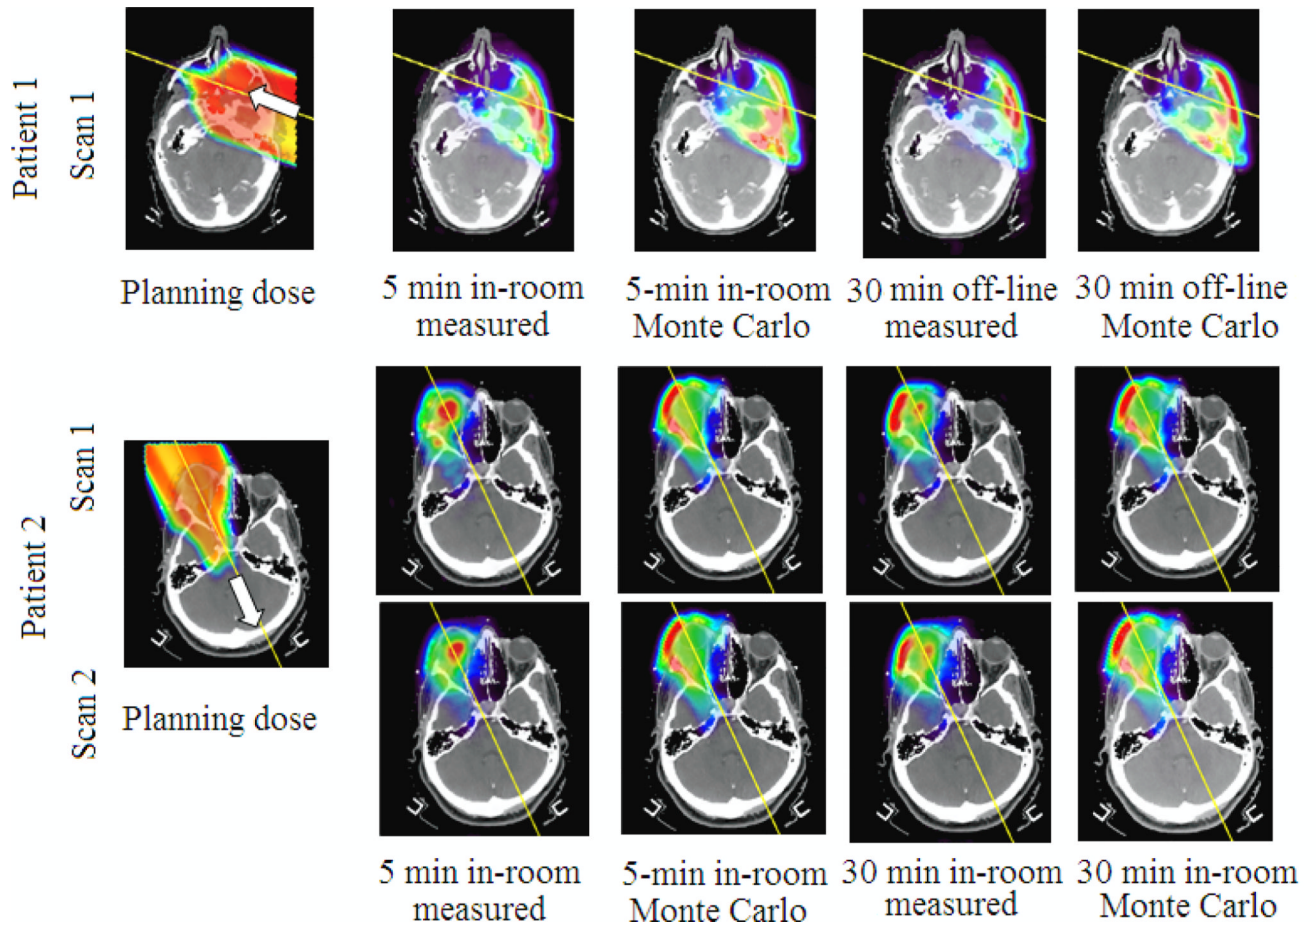 Patient 1
Scan 1
Planning dose
5 min in-room
measured
5-min in-room
Monte Carlo
30 min off-line
measured
30 min off-line
Monte Carlo
Patient 2
Scan 1
Scan 2
Planning dose
5 min in-room
measured
5-min in-room
Monte Carlo
30 min in-room
measured
30 min in-room
Monte Carlo